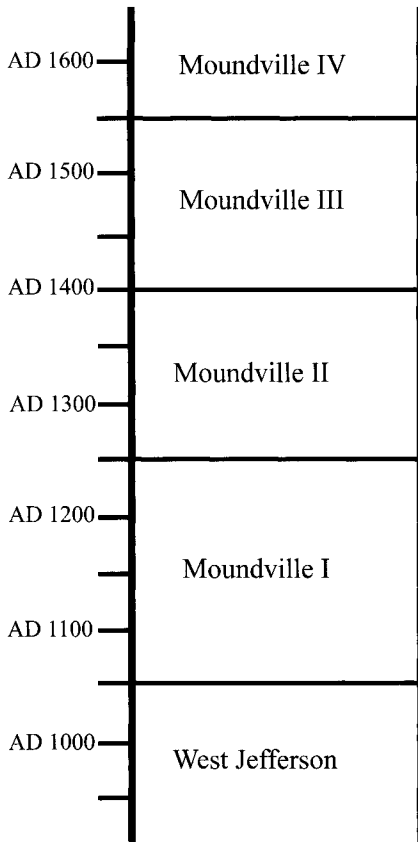 AD 1600
Moundville IV
AD 1500
Moundville III
AD 1400
Moundville II
AD 1300
AD 1200
Moundville I
AD 1100
AD 1000
West Jefferson